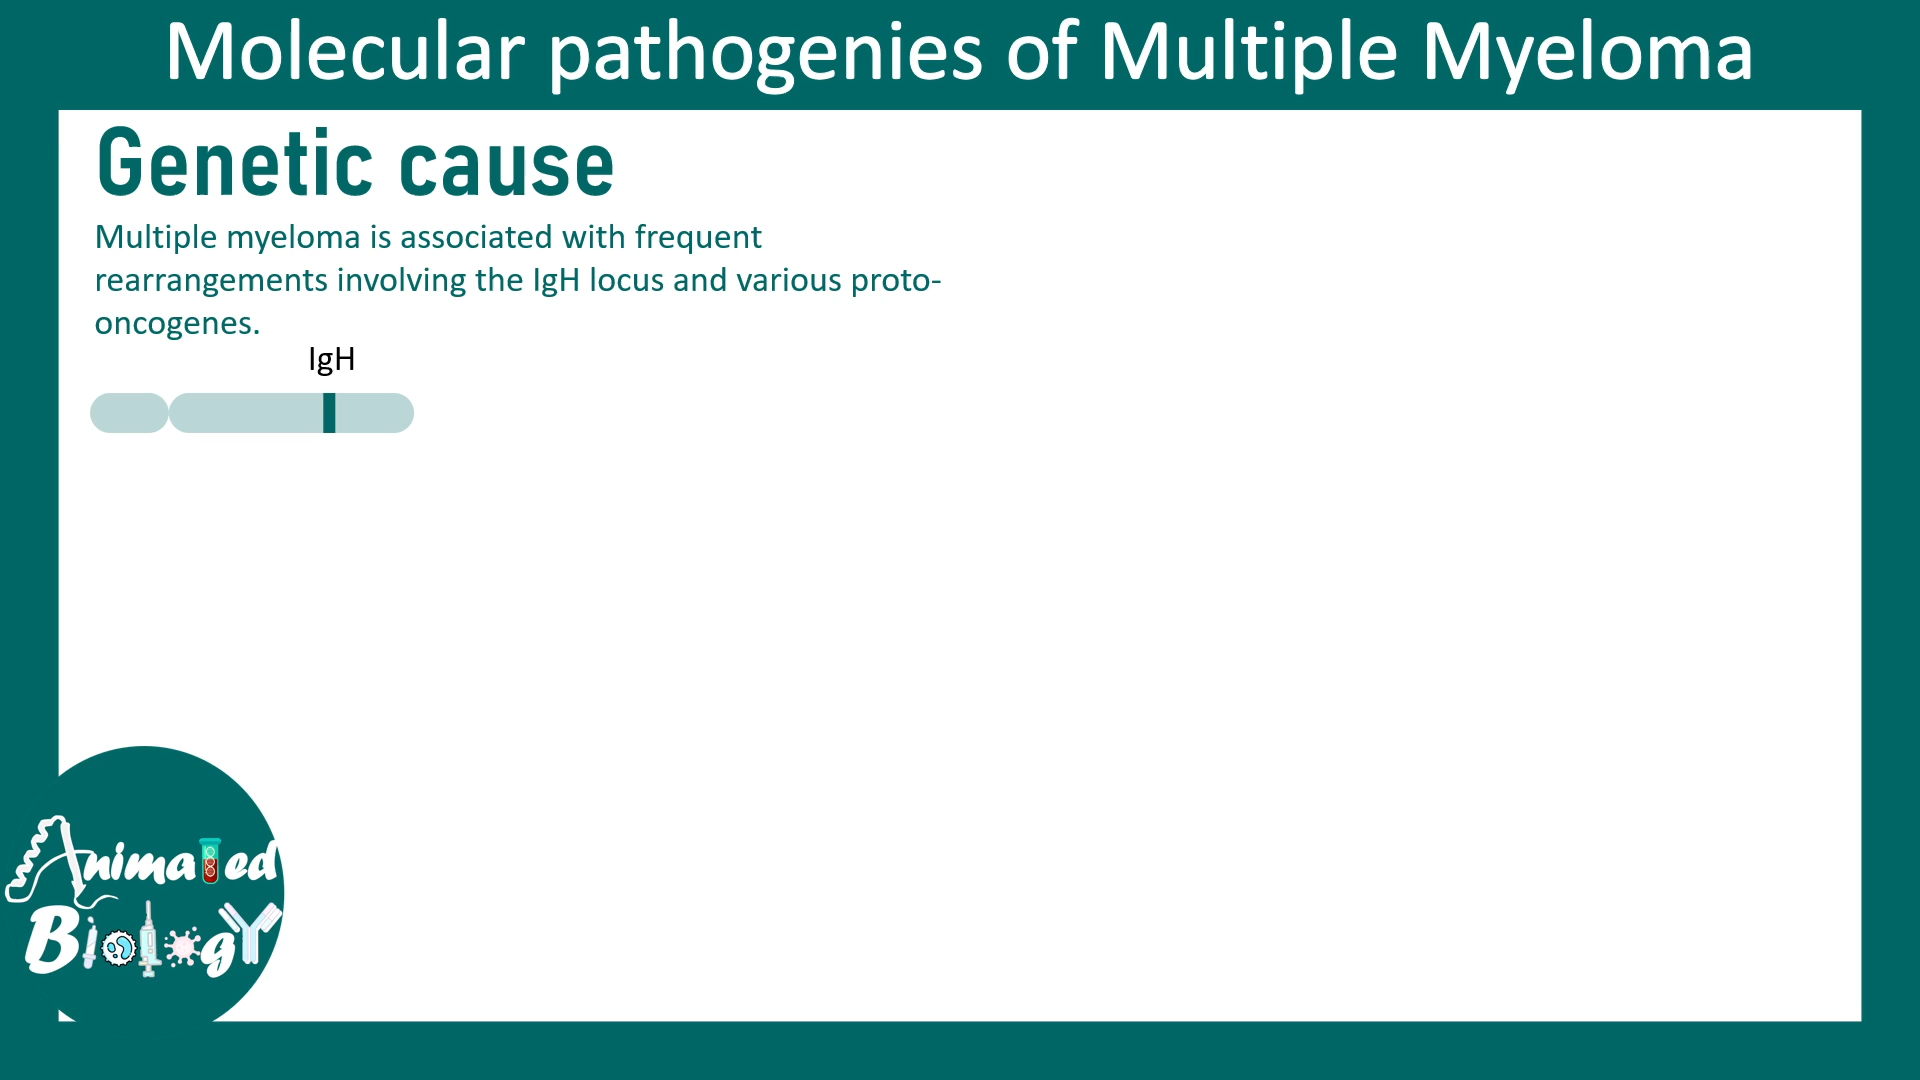 Molecular pathogenies of Multiple Myeloma
Genetic cause
Multiple myeloma is associated with frequent
rearrangements involving the IgH locus and various proto-
oncogenes.
IgH
Animated
Biology